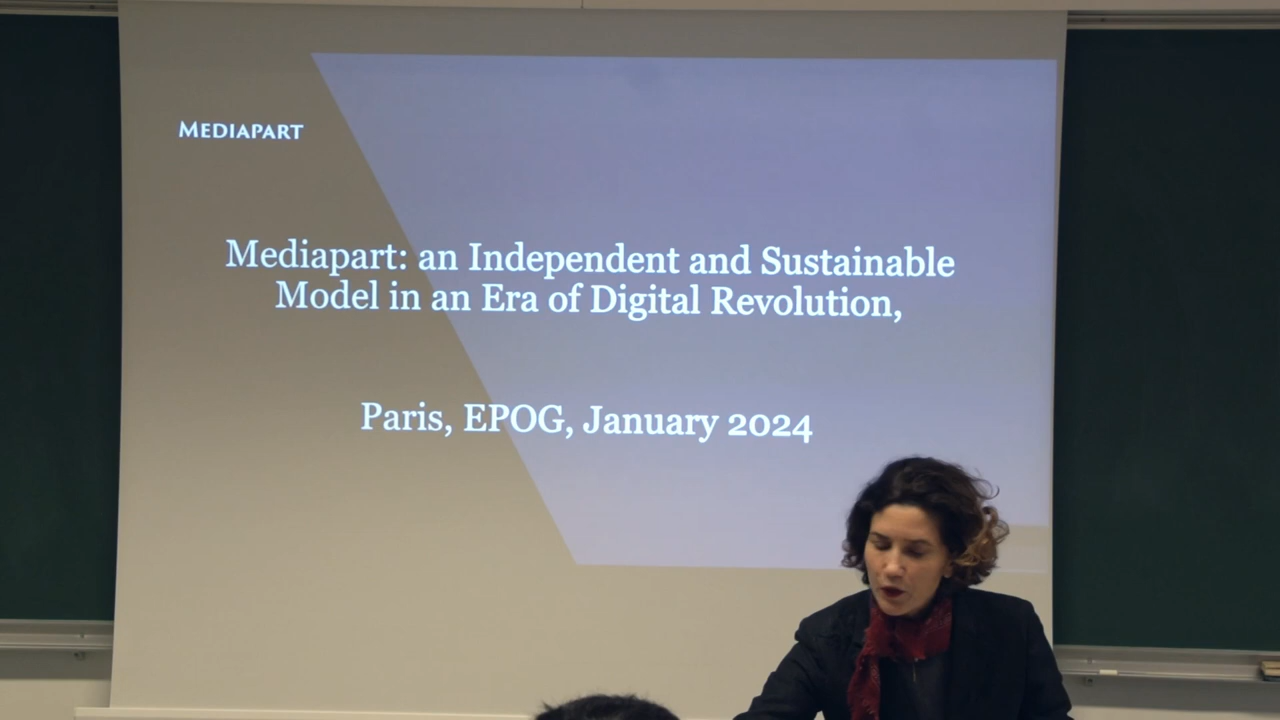 MEDIAPART
Mediapart: an Independent and Sustainable
Model in an Era of Digital Revolution,
Paris, EPOG, January 2024